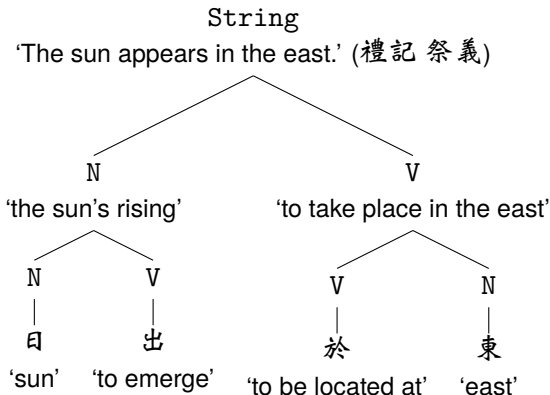 String
‘The sun appears in the east.’ (禮記 祭義)
N V
‘the sun’s rising’ ‘to take place in the east’
N V V N
日 出 於 東
‘sun’ ‘to emerge’ ‘to be located at’ ‘east’